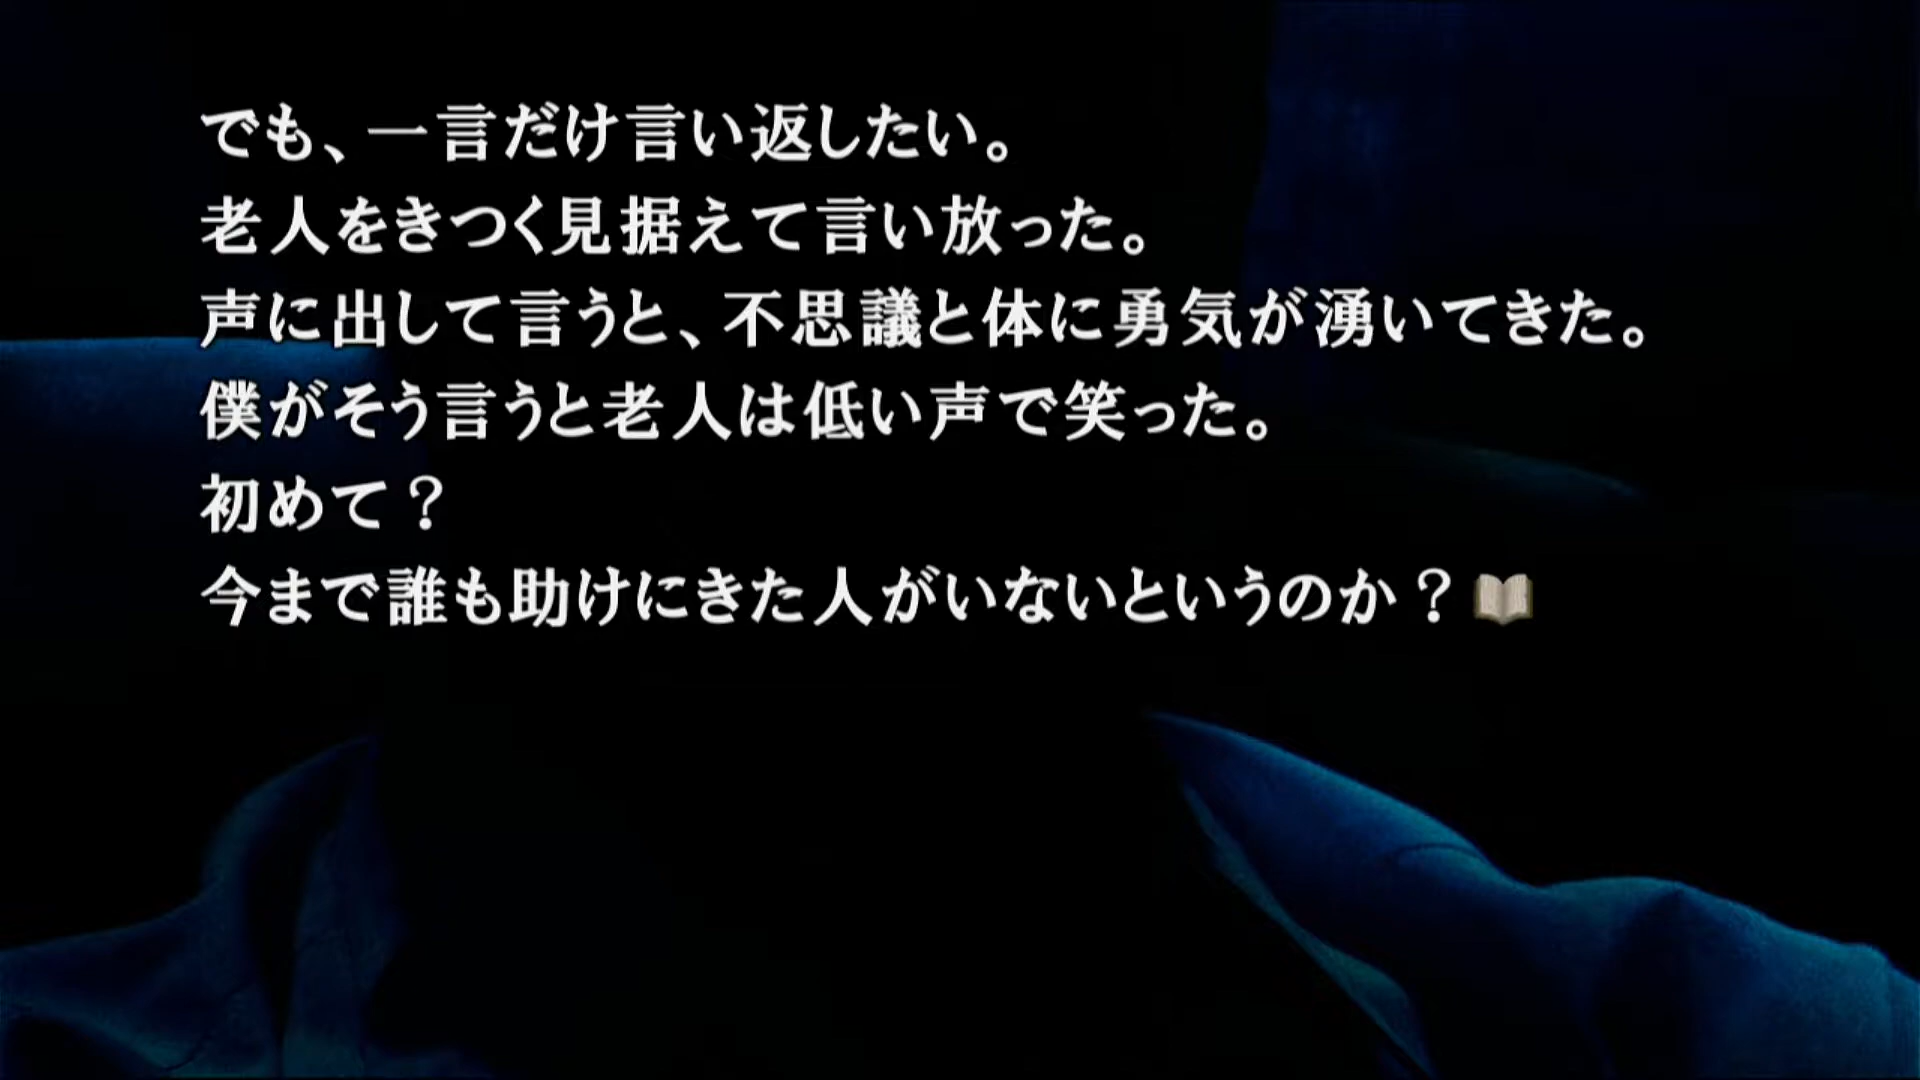 でも、一言だけ言い返したい。
老人をきつく見据えて言い放った。
声に出して言うと、不思議と体に勇気が湧いてきた。
僕がそう言うと老人は低い声で笑った。
初めて？
今まで誰も助けにきた人がいないというのか？